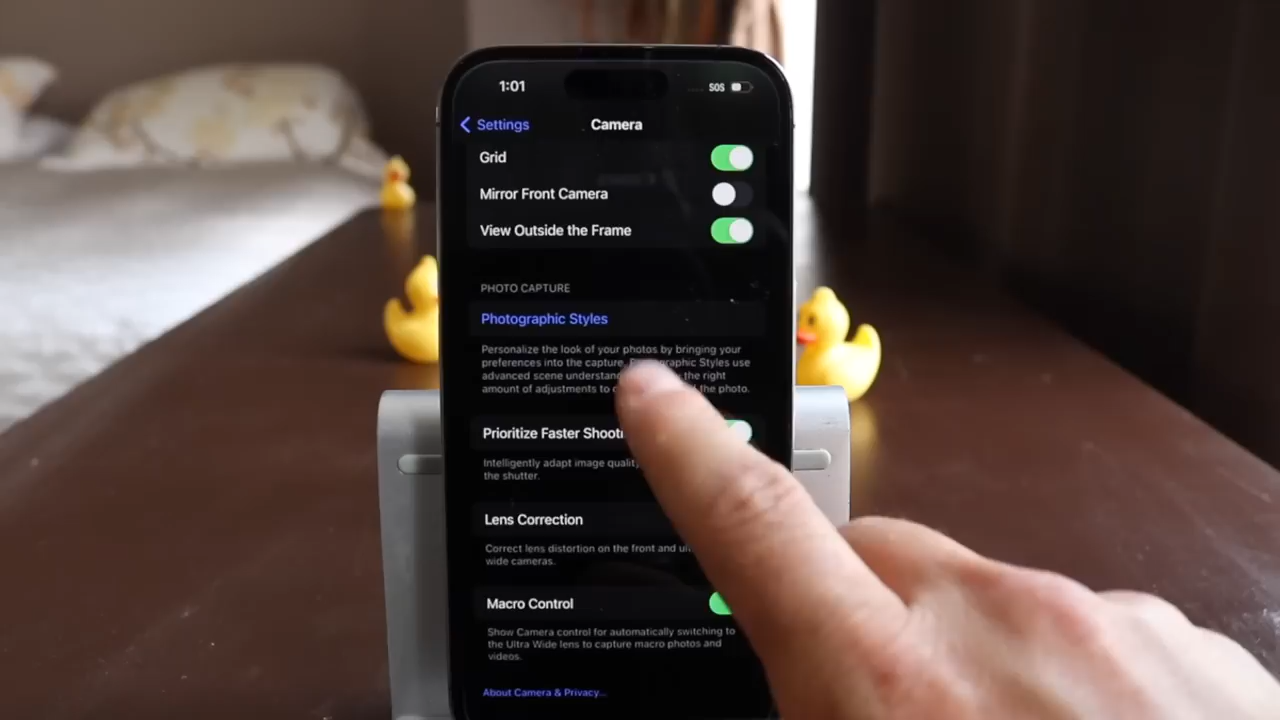 1:01
SOS
Settings
Camera
Grid
Mirror Front Camera
View Outside the Frame
PHOTO CAPTURE
Photographic Styles
Personalize the look of your photos by bringing your
preferences into the capture. Photographic Styles use
advanced scene understand the right
amount of adjustments to the photo.
Prioritize Faster Shooti
Intelligently adapt image quality
the shutter.
Lens Correction
Correct lens distortion on the front and
wide cameras.
Macro Control
Show Camera control for automatically switching to
the Ultra Wide lens to capture macro photos and
videos.
About Camera & Privacy...